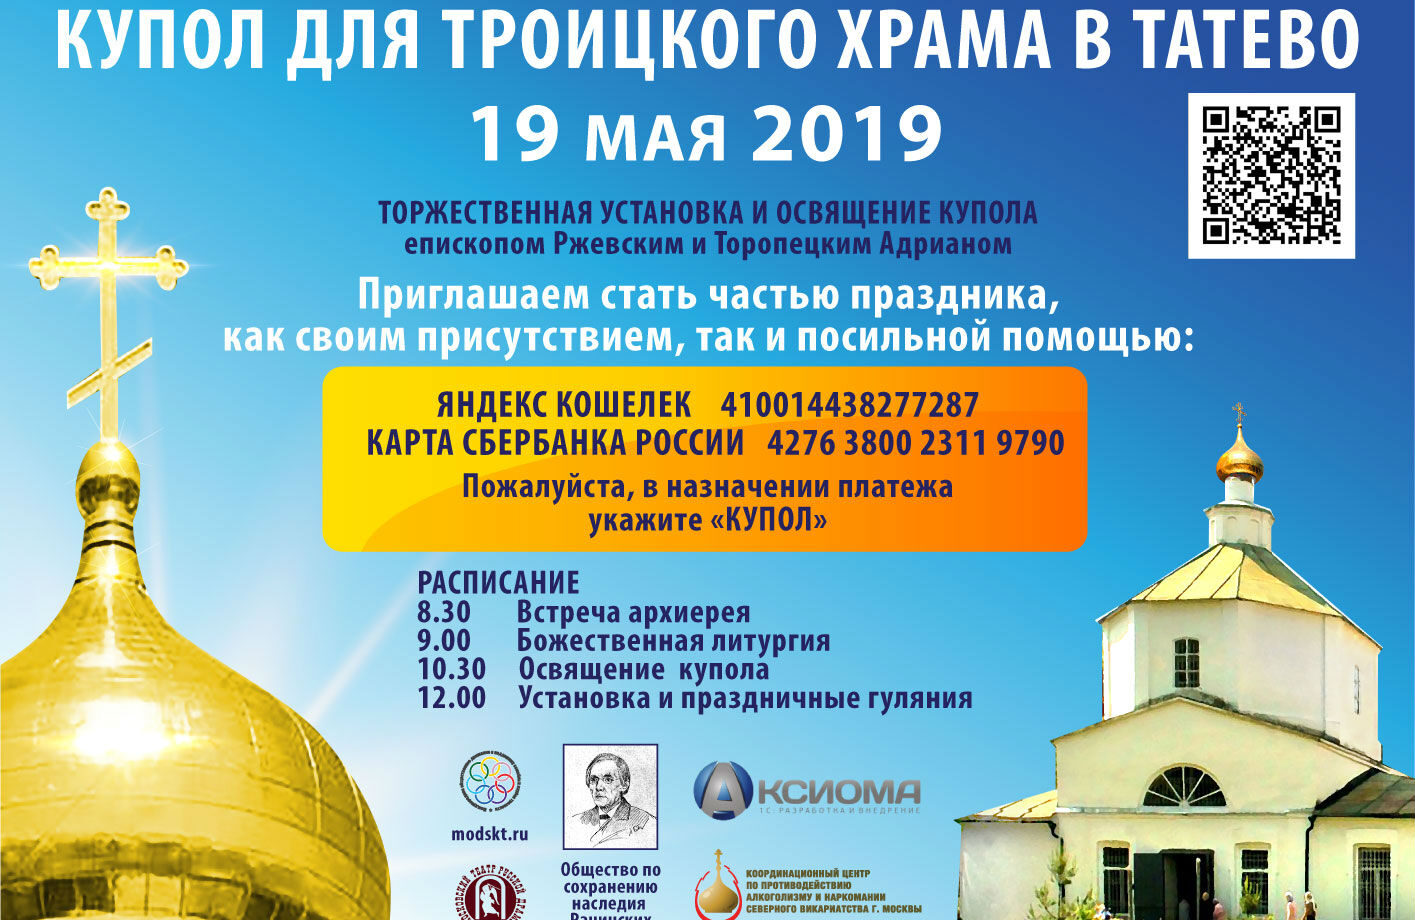 КУПОЛ ДЛЯ ТРОИЦКОГО ХРАМА В ТАТЕВО
19 МАЯ 2019
ТОРЖЕСТВЕННАЯ УСТАНОВКА И ОСВЯЩЕНИЕ КУПОЛА
епископом Ржевским и Торопецким Адрианом
Приглашаем стать частью праздника,
как своим присутствием, так и посильной помощью:
ЯНДЕКС КОШЕЛЕК 410014438277287
КАРТА СБЕРБАНКА РОССИИ 4276 3800 2311 9790
Пожалуйста, в назначении платежа
укажите «КУПОЛ»
РАСПИСАНИЕ
8.30 Встреча архиерея
9.00 Божественная литургия
10.30 Освящение купола
12.00 Установка и праздничные гуляния
modskt.ru
Общество по
сохранению
наследия
Рачинских
АКСИОМА
1С: РАЗРАБОТКА И ВНЕДРЕНИЕ
КООРДИНАЦИОННЫЙ ЦЕНТР
ПО ПРОТИВОДЕЙСТВИЮ
АЛКОГОЛИЗМУ И НАРКОМАНИИ
СЕВЕРНОГО ВИКАРИАТСТВА Г. МОСКВЫ
ТЕАТР РУССКОЙ